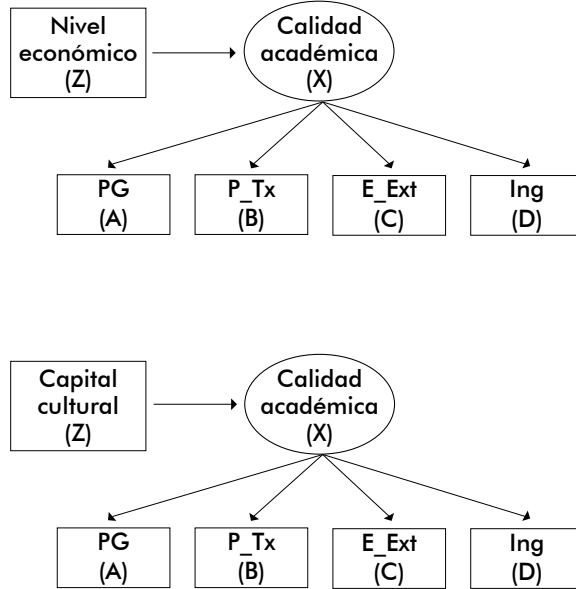 Nivel
económico
(Z)
Calidad
académica
(X)
PG
(A)
P_Tx
(B)
E_Ext
(C)
Ing
(D)
Capital
cultural
(Z)
Calidad
académica
(X)
PG
(A)
P_Tx
(B)
E_Ext
(C)
Ing
(D)